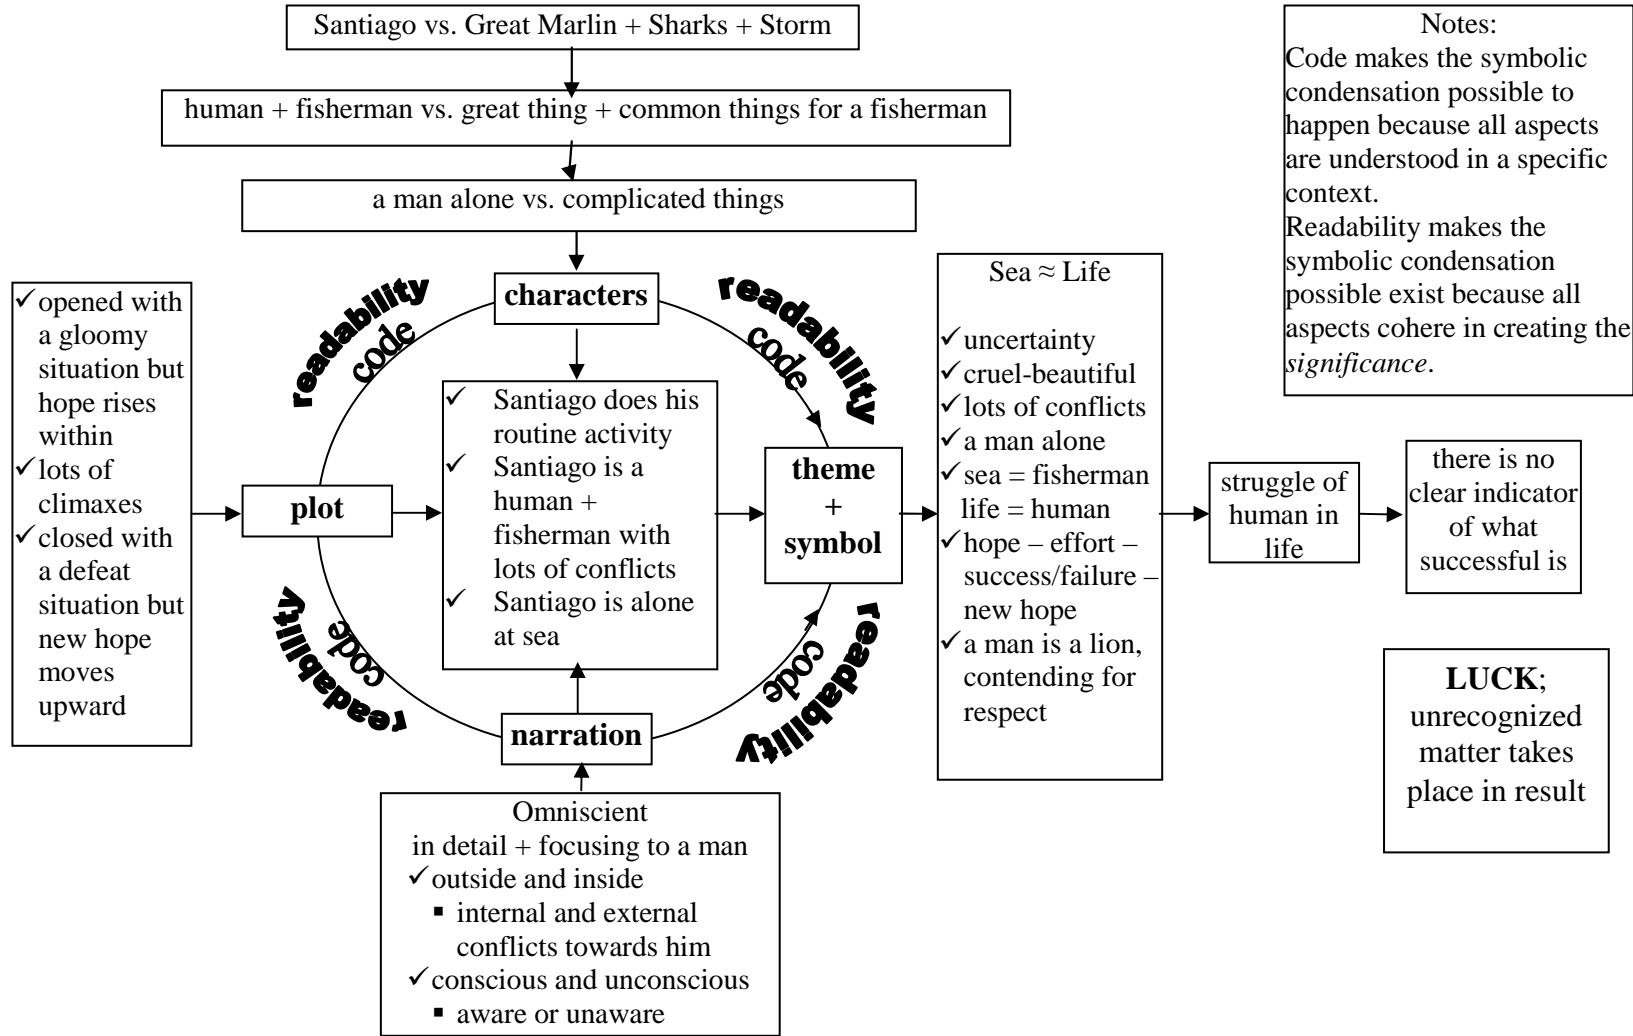 Santiago vs. Great Marlin + Sharks + Storm
human + fisherman vs. great thing + common things for a fisherman
a man alone vs. complicated things
Notes:
Code makes the symbolic
condensation possible to
happen because all aspects
are understood in a specific
context.
Readability makes the
symbolic condensation
possible exist because all
aspects cohere in creating the
significance.
✓ opened with
a gloomy
situation but
hope rises
within
✓ lots of
climaxes
✓ closed with
a defeat
situation but
new hope
moves
upward
plot
readability
code
characters
readability
code
✓ Santiago does his
routine activity
✓ Santiago is a
human +
fisherman with
lots of conflicts
✓ Santiago is alone
at sea
readability
code
narration
readability
code
theme
+
symbol
Omniscient
in detail + focusing to a man
✓ outside and inside
▪ internal and external
conflicts towards him
✓ conscious and unconscious
▪ aware or unaware
Sea ≈ Life
✓ uncertainty
✓ cruel-beautiful
✓ lots of conflicts
✓ a man alone
✓ sea = fisherman
life = human
✓ hope – effort –
success/failure –
new hope
✓ a man is a lion,
contending for
respect
struggle of
human in
life
there is no
clear indicator
of what
successful is
LUCK;
unrecognized
matter takes
place in result